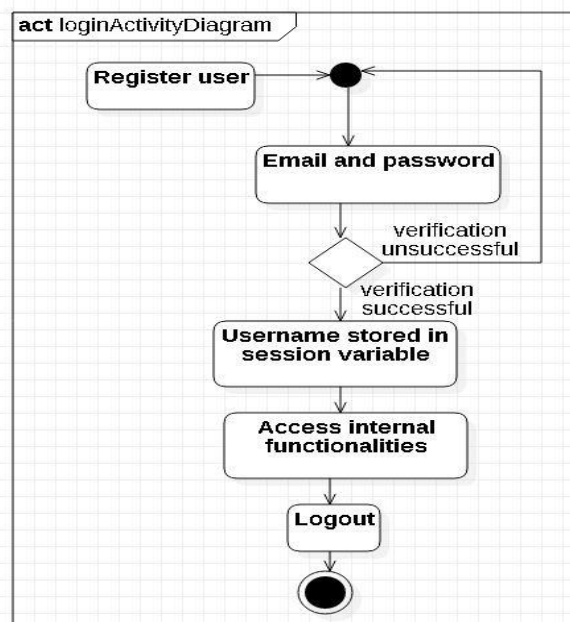 act loginActivityDiagram
Register user
Email and password
verification
unsuccessful
verification
successful
Username stored in
session variable
Access internal
functionalities
Logout